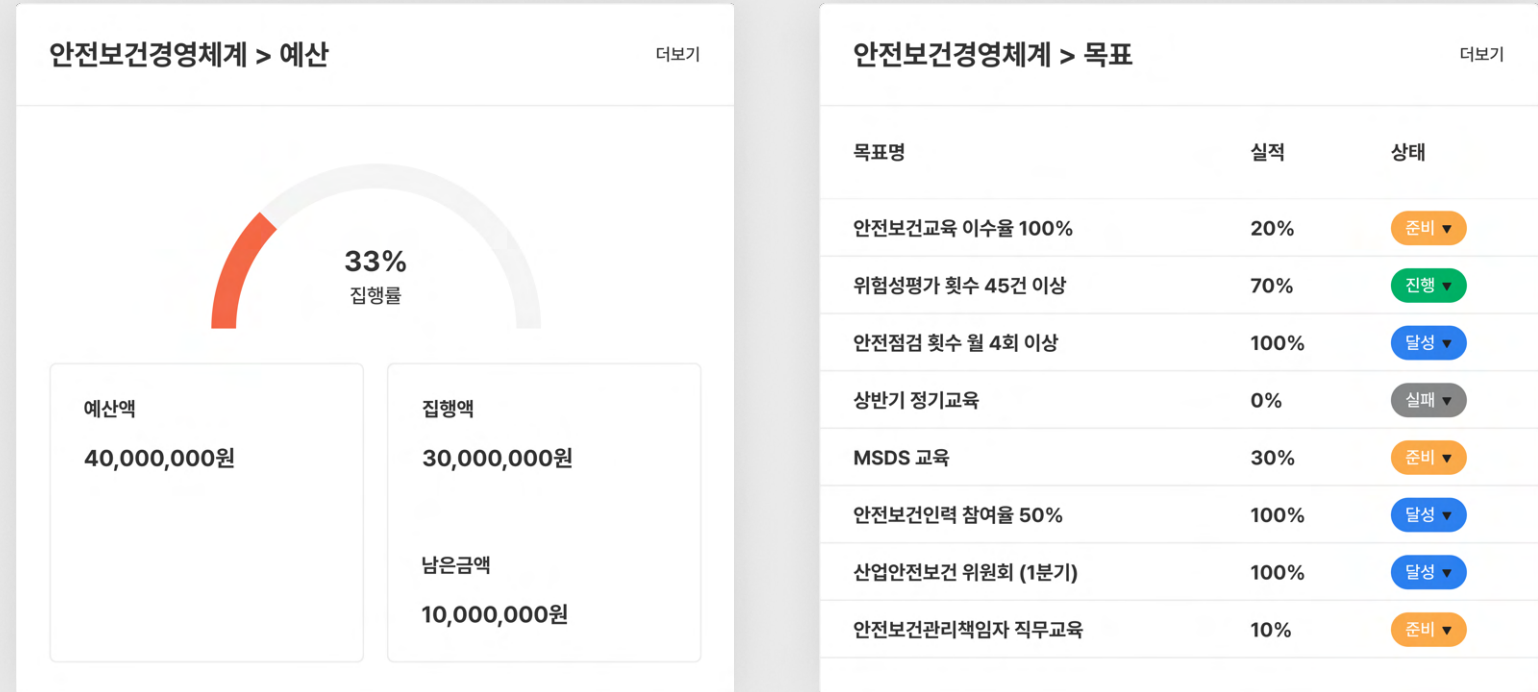 안전보건경영체계 > 예산
더보기
33%
집행률
예산액
40,000,000원
집행액
30,000,000원
남은금액
10,000,000원
안전보건경영체계 > 목표
더보기
목표명 실적 상태
안전보건교육 이수율 100% 20% 준비 ▼
위험성평가 횟수 45건 이상 70% 진행 ▼
안전점검 횟수 월 4회 이상 100% 달성 ▼
상반기 정기교육 0% 실패 ▼
MSDS 교육 30% 준비 ▼
안전보건인력 참여율 50% 100% 달성 ▼
산업안전보건 위원회 (1분기) 100% 달성 ▼
안전보건관리책임자 직무교육 10% 준비 ▼